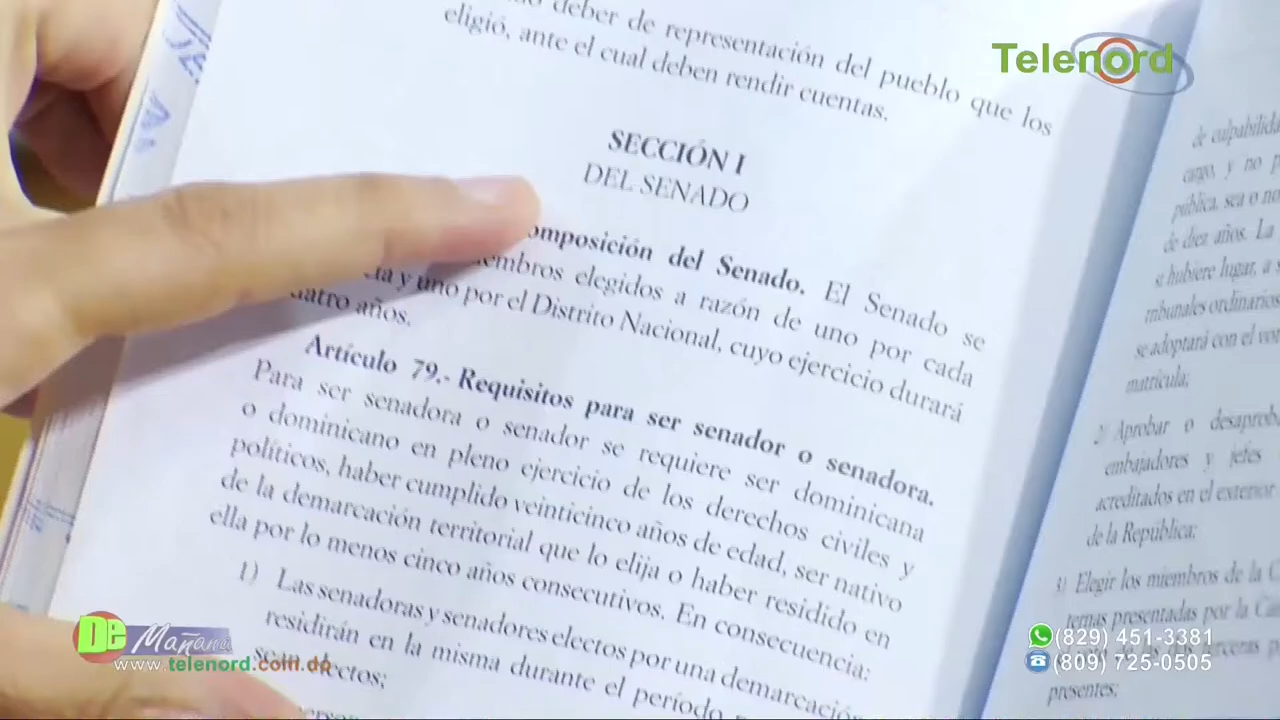 deber de representación del pueblo que los
eligió, ante el cual deben rendir cuentas.
SECCIÓN I
DEL SENADO
omposición del Senado. El Senado se
embros elegidos a razón de uno por cada
cia y uno por el Distrito Nacional, cuyo ejercicio durará
uatro años.
Artículo 79.- Requisitos para ser senador o senadora.
Para ser senadora o senador se requiere ser dominicana
o dominicano en pleno ejercicio de los derechos civiles y
políticos, haber cumplido veinticinco años de edad, ser nativo
de la demarcación territorial que lo elija o haber residido en
ella por lo menos cinco años consecutivos. En consecuencia:
1) Las senadoras y senadores electos por una demarcación
residirán en la misma durante el período
electos;
de culpabilida
cargo, y no p
pública, sea o no
de diez años. La
si hubiere lugar, a s
tribunales ordinarios
se adoptará con el vo
matrícula;
2) Aprobar o desaprob
embajadores y jefes
acreditados en el exterior
de la República;
3) Elegir los miembros de la C
ternas presentadas por la Cá
presentes;
Telenord
De Mañana
www.telenord.com.do
(829) 451-3381
(809) 725-0505